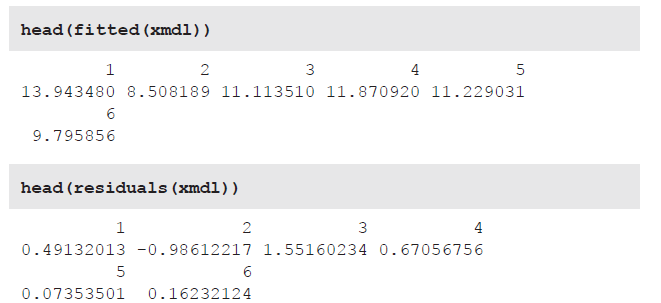 head(fitted(xmdl))
1 2 3 4 5
13.943480 8.508189 11.113510 11.870920 11.229031
6
9.795856
head(residuals(xmdl))
1 2 3 4
0.49132013 -0.98612217 1.55160234 0.67056756
5 6
0.07353501 0.16232124